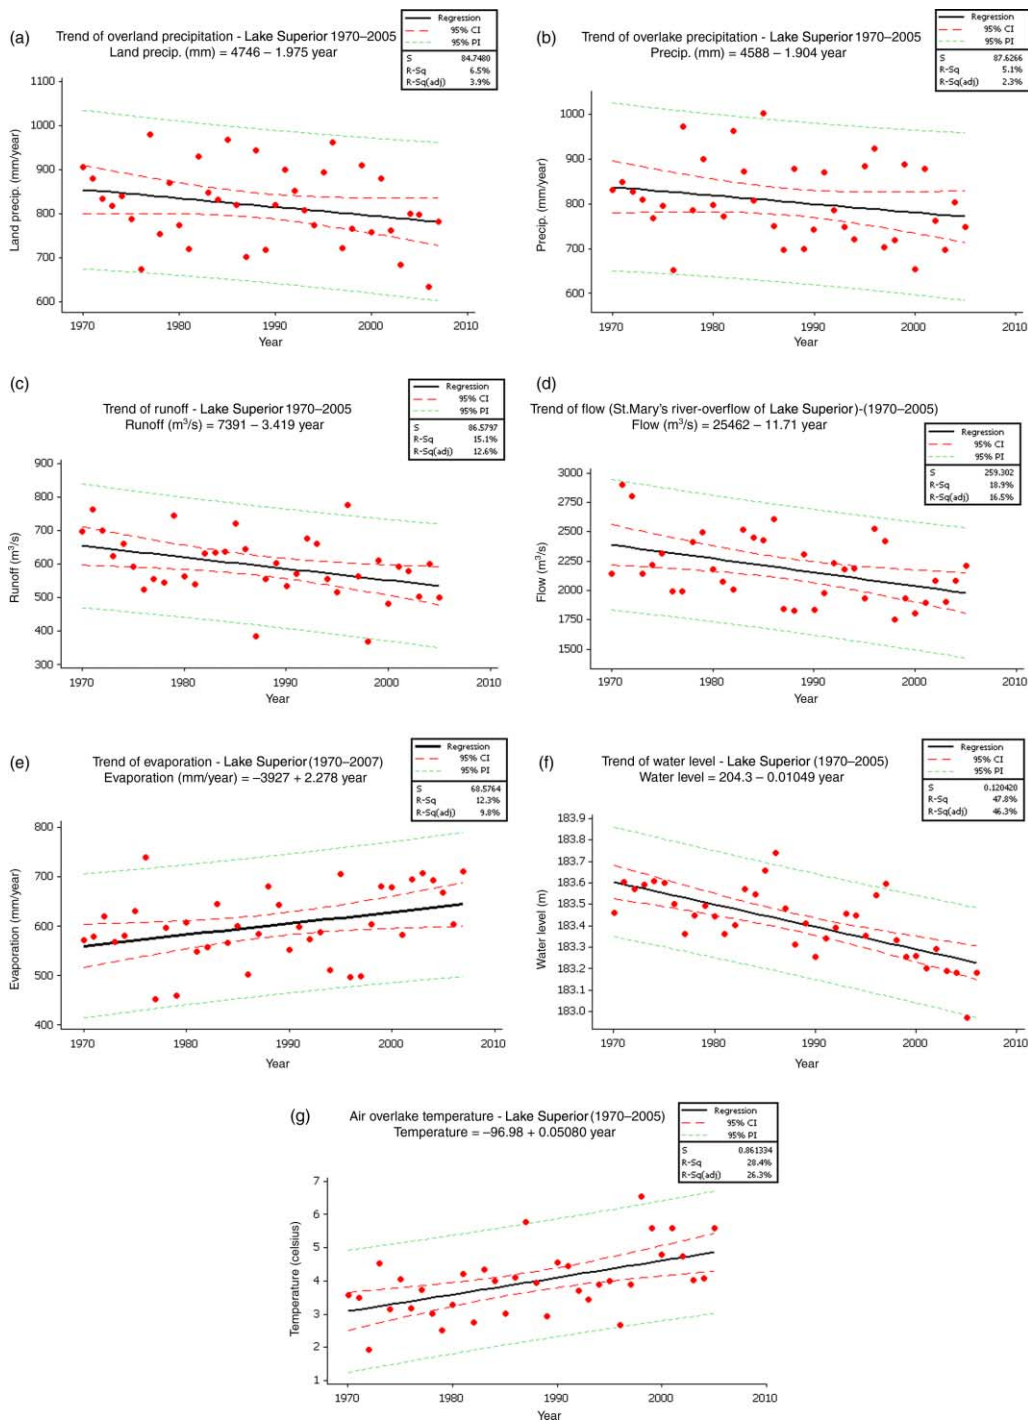 (a)
Trend of overland precipitation - Lake Superior 1970–2005
Land precip. (mm) = 4746 – 1.975 year
Regression
95% CI
95% PI
S 84.7480
R-Sq 6.5%
R-Sq(adj) 3.9%
Land precip. (mm/year)
1100
1000
900
800
700
600
1970 1980 1990 2000 2010
Year
(b)
Trend of overlake precipitation - Lake Superior 1970–2005
Precip. (mm) = 4588 – 1.904 year
Regression
95% CI
95% PI
S 87.6266
R-Sq 5.1%
R-Sq(adj) 2.3%
Precip. (mm/year)
1000
900
800
700
600
1970 1980 1990 2000 2010
Year
(c)
Trend of runoff - Lake Superior 1970–2005
Runoff (m³/s) = 7391 – 3.419 year
Regression
95% CI
95% PI
S 86.5797
R-Sq 15.1%
R-Sq(adj) 12.6%
Runoff (m³/s)
900
800
700
600
500
400
300
1970 1980 1990 2000 2010
Year
(d)
Trend of flow (St.Mary's river-overflow of Lake Superior)-(1970–2005)
Flow (m³/s) = 25462 – 11.71 year
Regression
95% CI
95% PI
S 259.302
R-Sq 18.9%
R-Sq(adj) 16.5%
Flow (m³/s)
3000
2750
2500
2250
2000
1750
1500
1970 1980 1990 2000 2010
Year
(e)
Trend of evaporation - Lake Superior (1970–2007)
Evaporation (mm/year) = –3927 + 2.278 year
Regression
95% CI
95% PI
S 68.5764
R-Sq 12.3%
R-Sq(adj) 9.8%
Evaporation (mm/year)
800
700
600
500
400
1970 1980 1990 2000 2010
Year
(f)
Trend of water level - Lake Superior (1970–2005)
Water level = 204.3 – 0.01049 year
Regression
95% CI
95% PI
S 0.120420
R-Sq 47.8%
R-Sq(adj) 46.3%
Water level (m)
183.9
183.8
183.7
183.6
183.5
183.4
183.3
183.2
183.1
183.0
1970 1980 1990 2000 2010
Year
(g)
Air overlake temperature - Lake Superior (1970–2005)
Temperature = –96.98 + 0.05080 year
Regression
95% CI
95% PI
S 0.861334
R-Sq 28.4%
R-Sq(adj) 26.3%
Temperature (celsius)
7
6
5
4
3
2
1
1970 1980 1990 2000 2010
Year